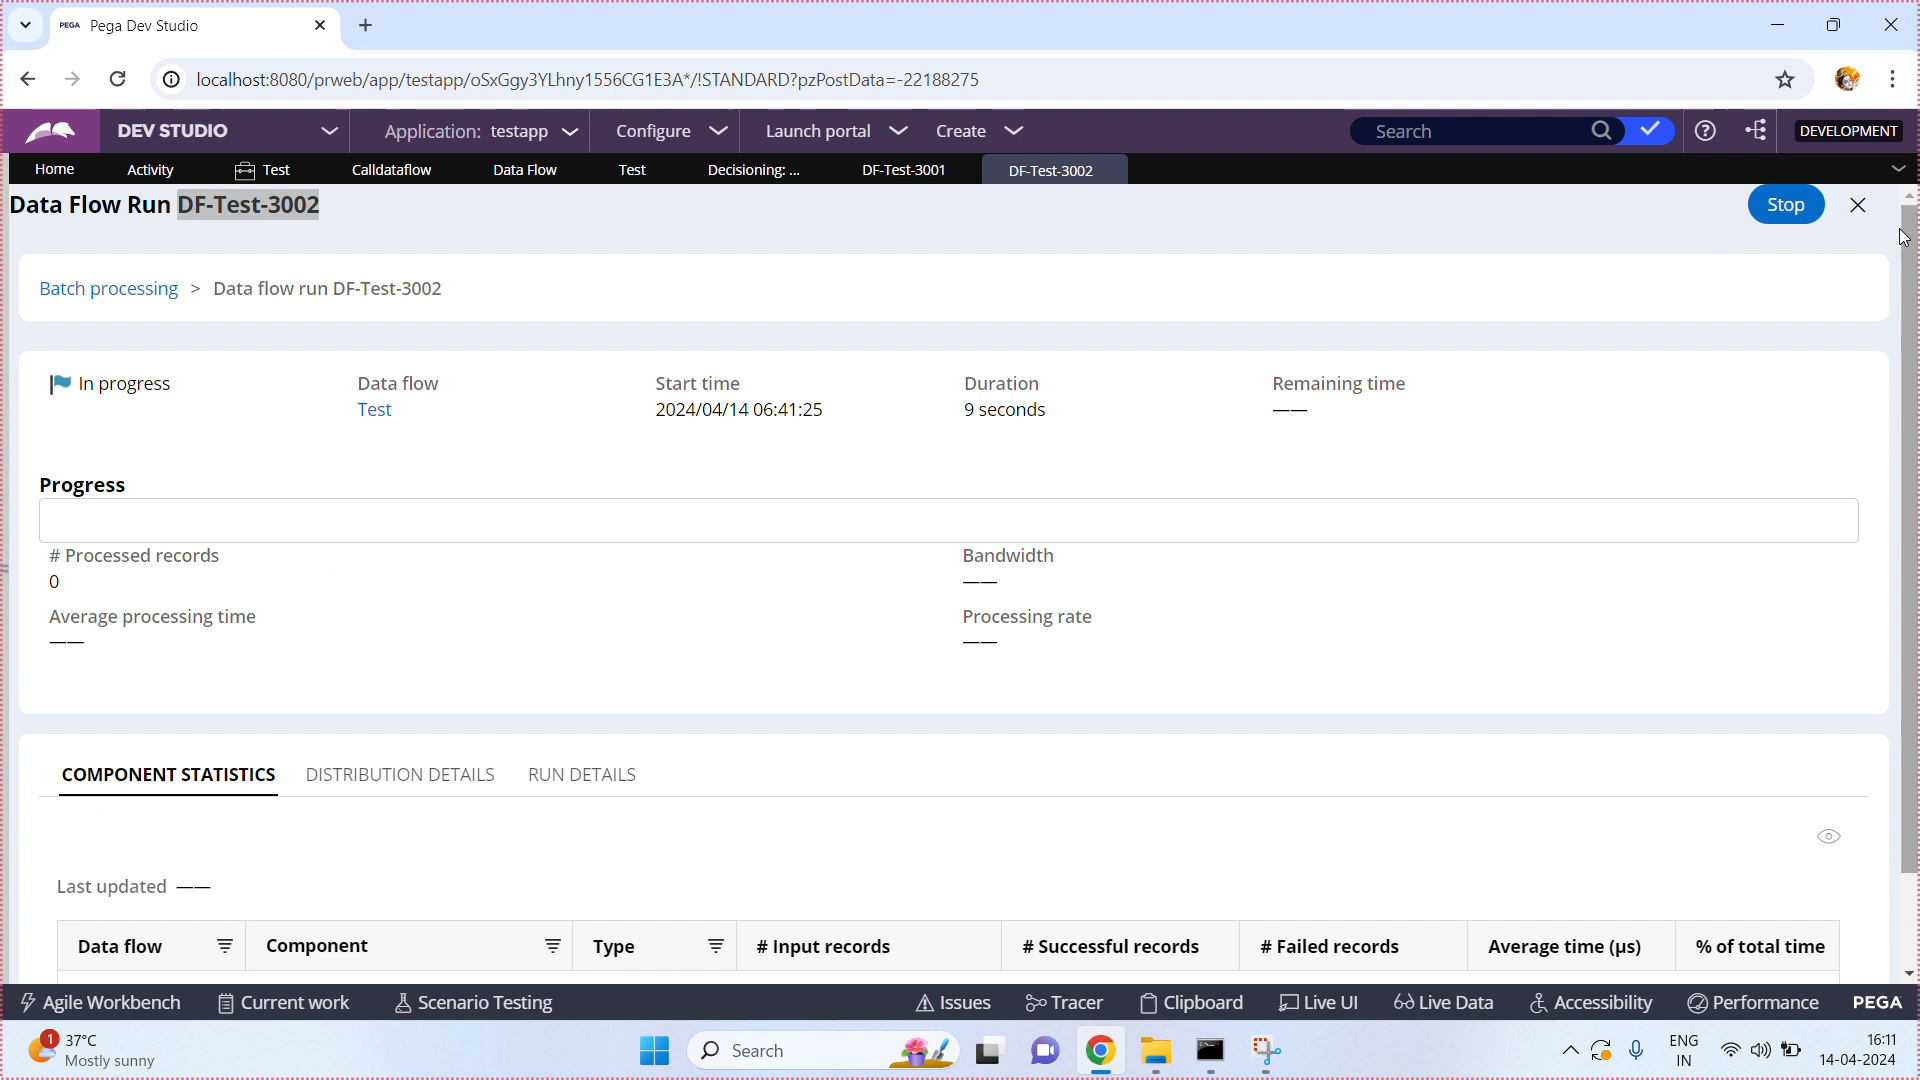 PEGA Pega Dev Studio
localhost:8080/prweb/app/testapp/oSxGgy3YLhny1556CG1E3A*/!STANDARD?pzPostData=-22188275
DEV STUDIO Application: testapp Configure Launch portal Create Search DEVELOPMENT
Home Activity Test Calldataflow Data Flow Test Decisioning: ... DF-Test-3001 DF-Test-3002
Data Flow Run DF-Test-3002 Stop
Batch processing > Data flow run DF-Test-3002
In progress Data flow Start time Duration Remaining time
Test 2024/04/14 06:41:25 9 seconds ——
Progress
# Processed records Bandwidth
0 ——
Average processing time Processing rate
—— ——
COMPONENT STATISTICS DISTRIBUTION DETAILS RUN DETAILS
Last updated ——
Data flow Component Type # Input records # Successful records # Failed records Average time (µs) % of total time
Agile Workbench Current work Scenario Testing Issues Tracer Clipboard Live UI Live Data Accessibility Performance PEGA
1 37°C Search ENG 16:11
Mostly sunny IN 14-04-2024